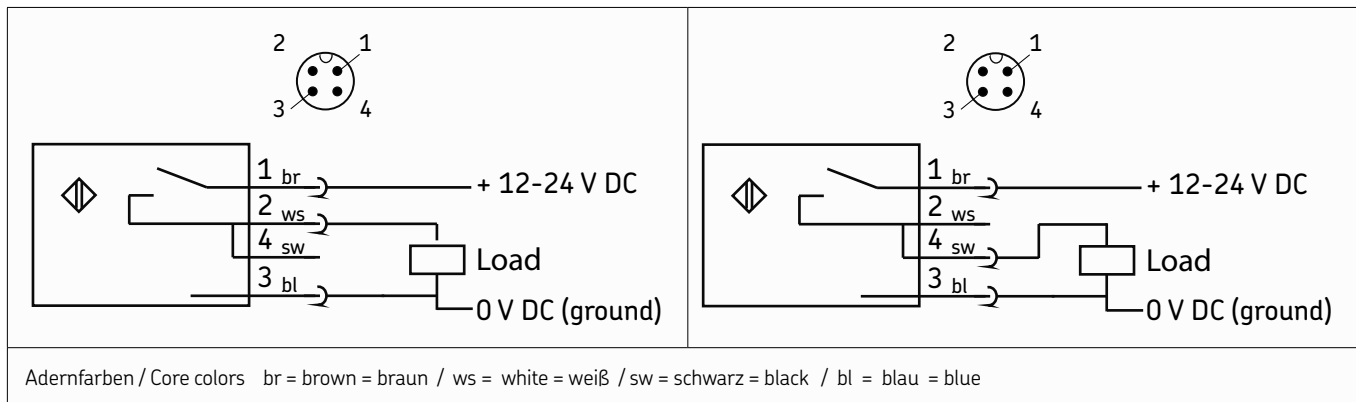 2 1
3 4
1 br + 12-24 V DC
2 ws
4 sw Load
3 bl
0 V DC (ground)
2 1
3 4
1 br + 12-24 V DC
2 ws
4 sw Load
3 bl
0 V DC (ground)
Adernfarben / Core colors br = brown = braun / ws = white = weiß / sw = schwarz = black / bl = blau = blue